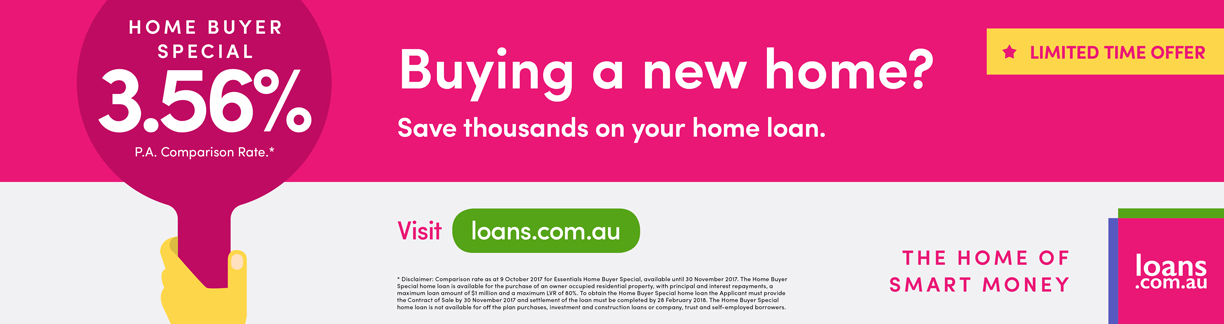 HOME BUYER
SPECIAL
3.56%
P.A. Comparison Rate.*
Buying a new home?
Save thousands on your home loan.
LIMITED TIME OFFER
Visit loans.com.au
* Disclaimer: Comparison rate as at 9 October 2017 for Essentials Home Buyer Special, available until 30 November 2017. The Home Buyer
Special home loan is available for the purchase of an owner occupied residential property, with principal and interest repayments, a
maximum loan amount of $1 million and a maximum LVR of 80%. To obtain the Home Buyer Special home loan the Applicant must provide
the Contract of Sale by 30 November 2017 and settlement of the loan must be completed by 28 February 2018. The Home Buyer Special
home loan is not available for off the plan purchases, investment and construction loans or company, trust and self-employed borrowers.
THE HOME OF
SMART MONEY
loans
.com.au